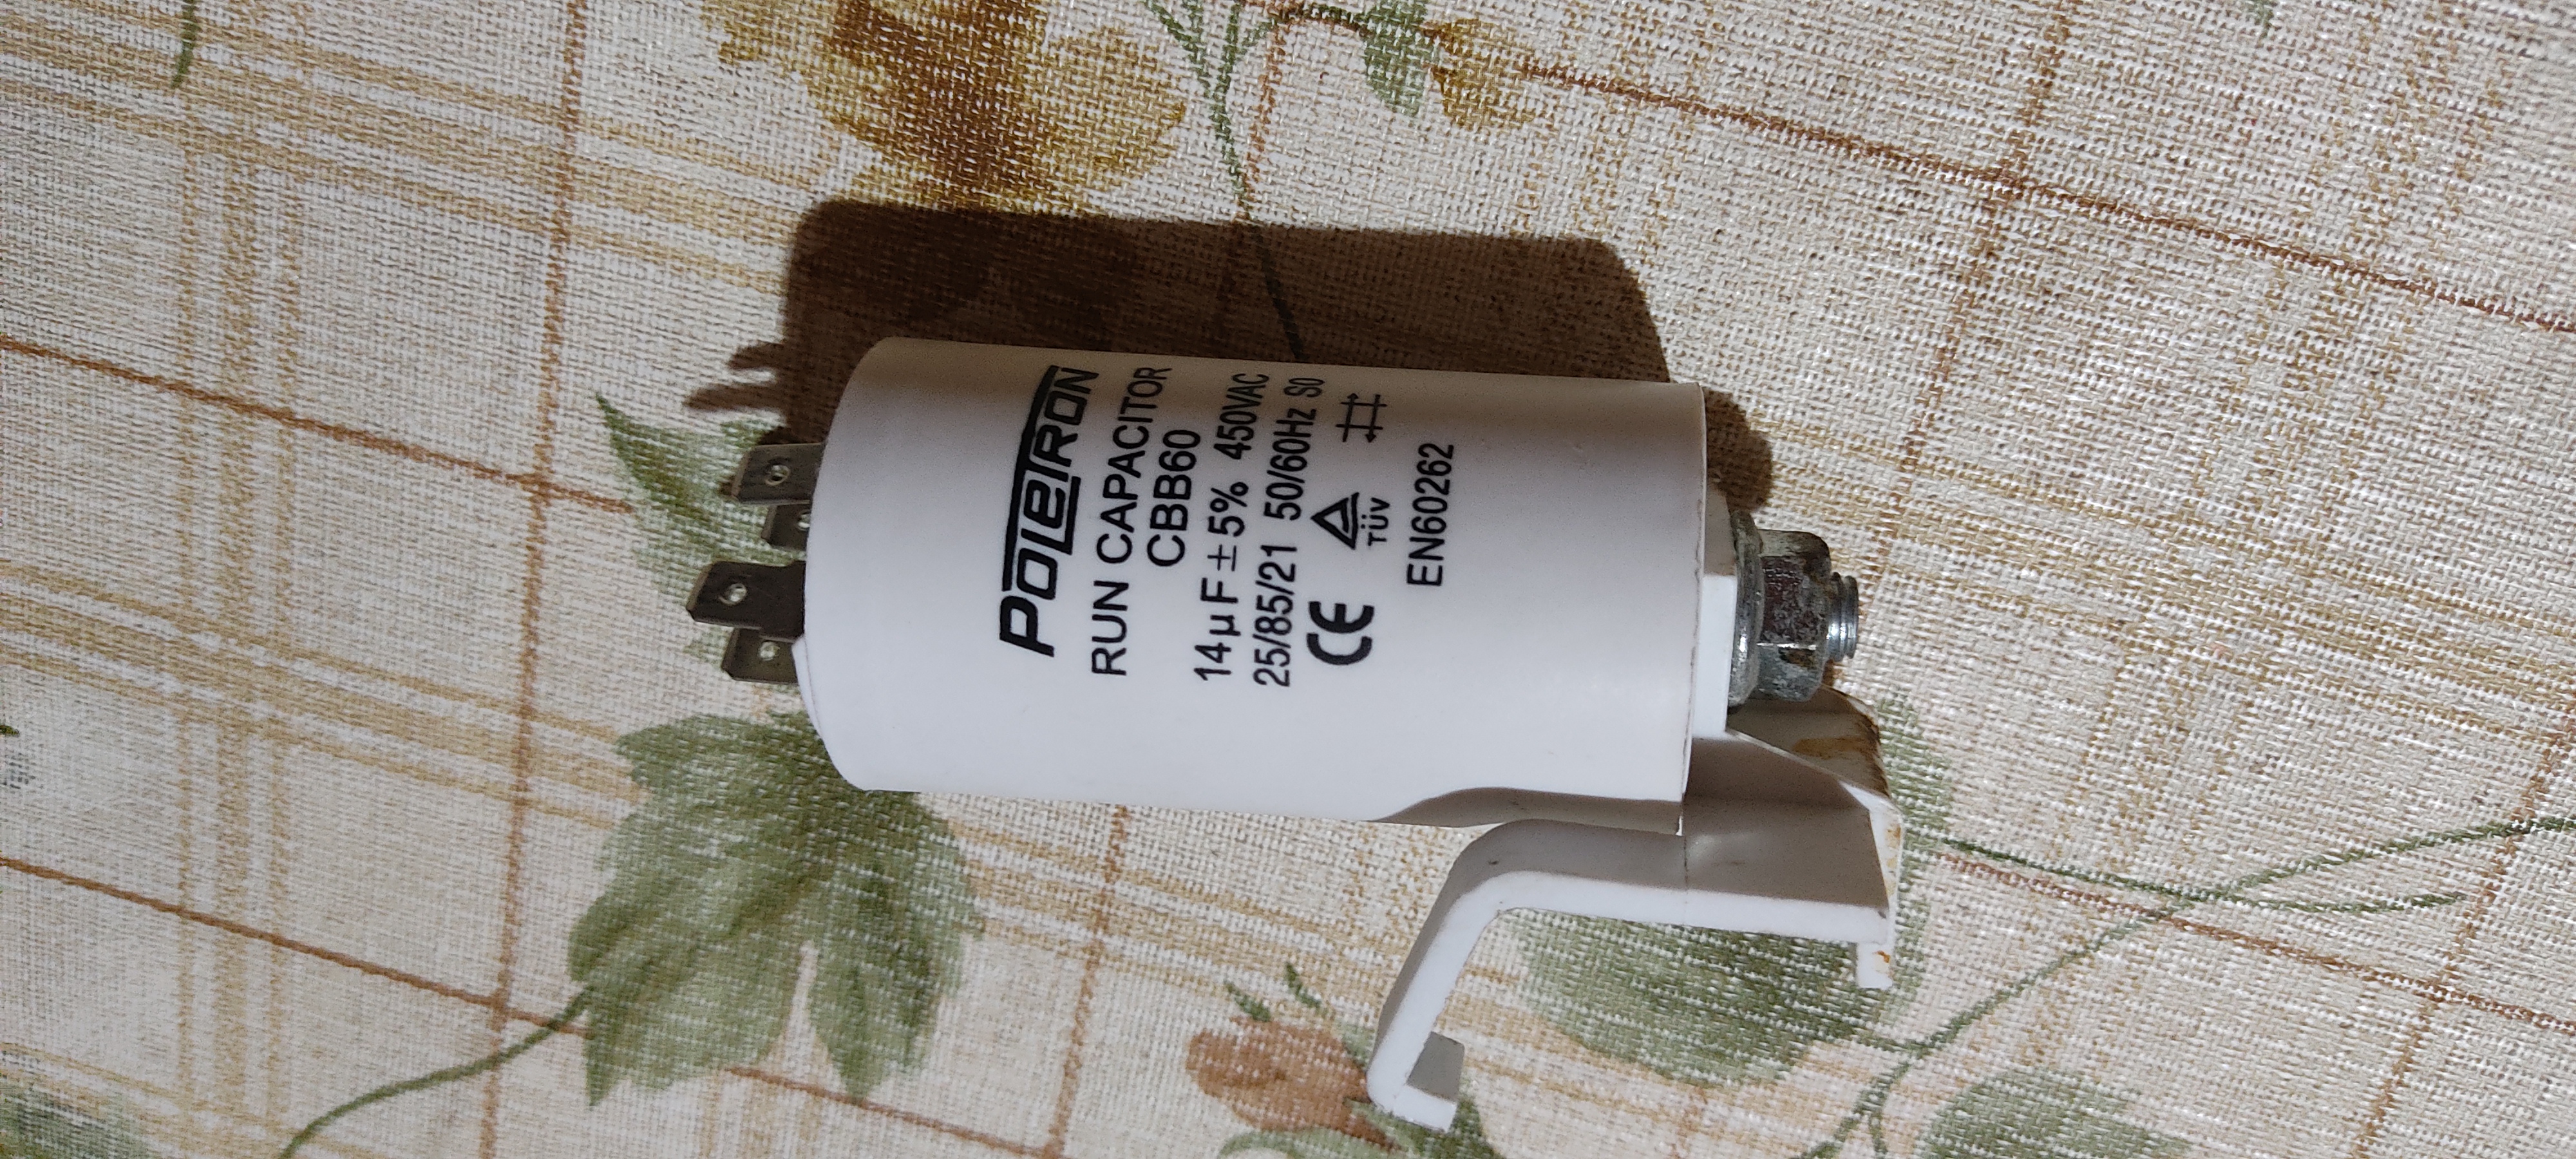 POLETRON
RUN CAPACITOR
CBB60
14µF±5% 450VAC
25/85/21 50/60Hz S0
CE TÜV
EN60262